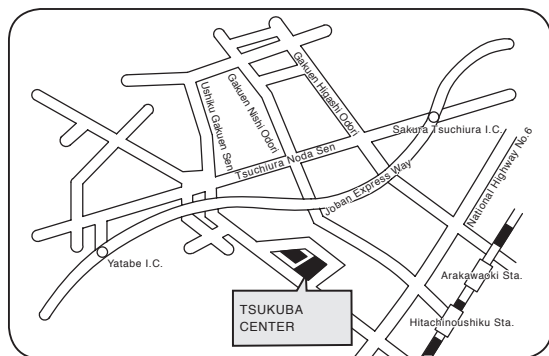 Gakuen Higashi Odori
Gakuen Nishi Odori
Ushiku Gakuen Sen
Sakura Tsuchiura I.C.
Tsuchiura Noda Sen
National Highway No.6
Joban Express Way
Yatabe I.C.
Arakawaoki Sta.
TSUKUBA
CENTER
Hitachinoushiku Sta.